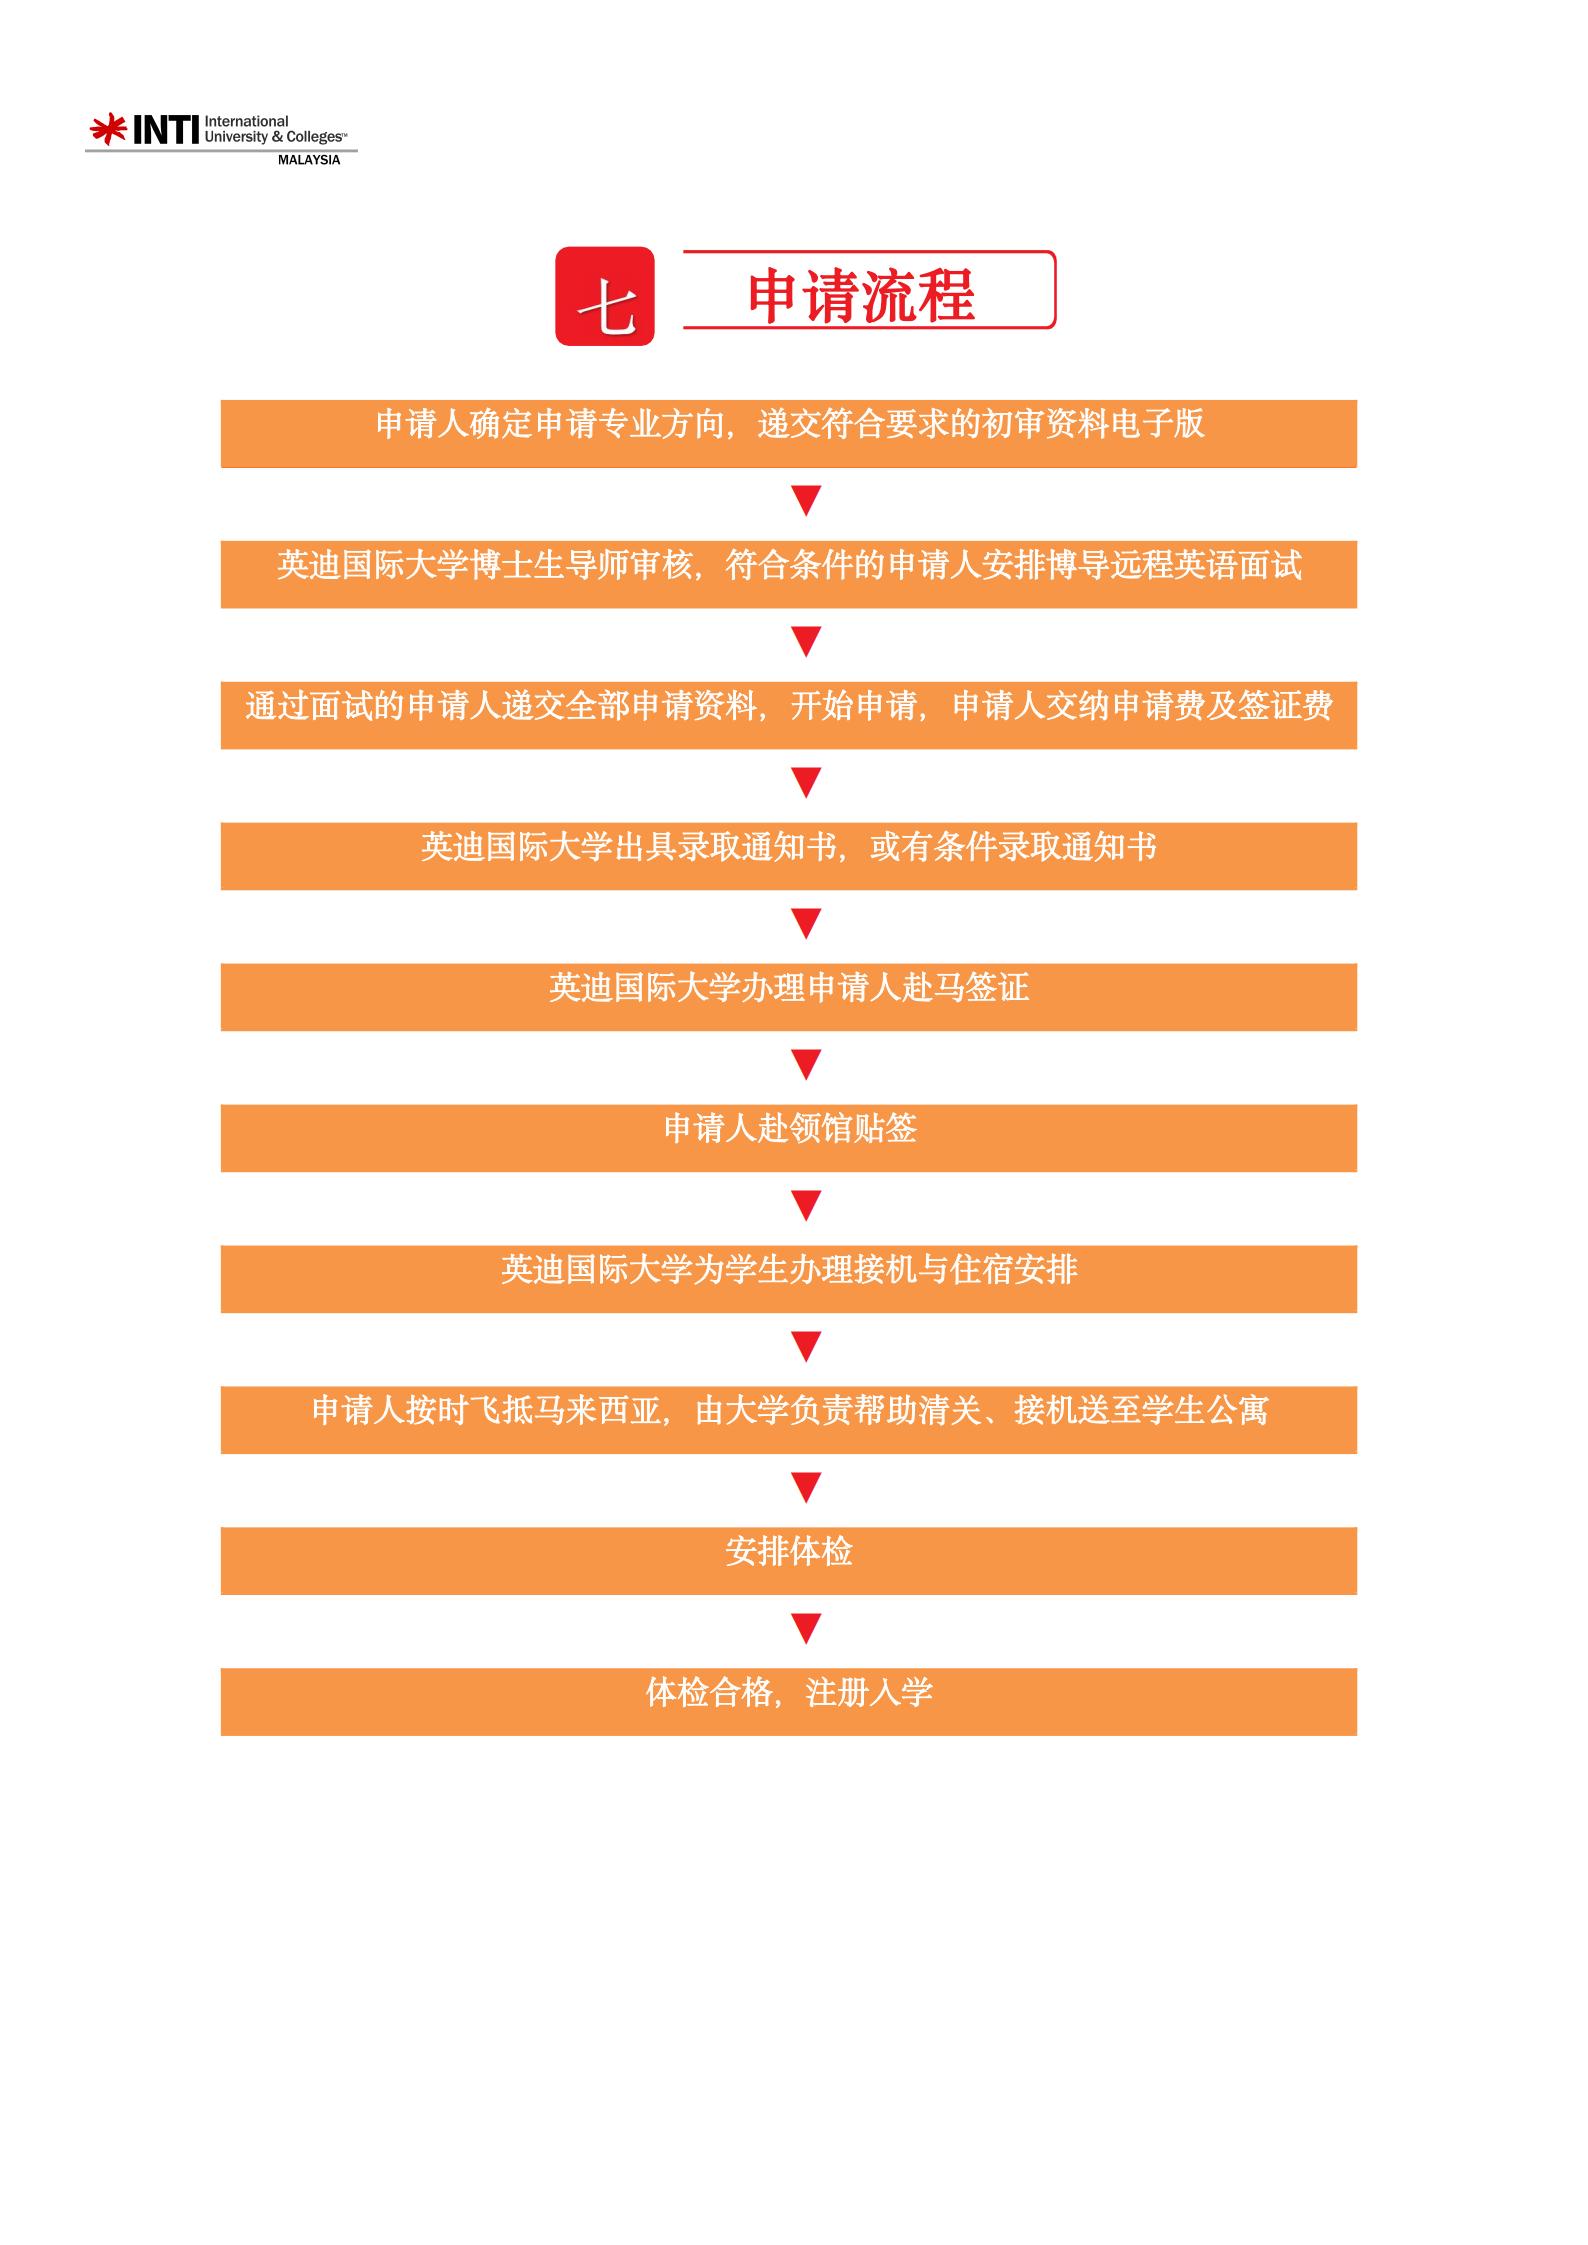 INTI International
University & Colleges™
MALAYSIA
七 申请流程
申请人确定申请专业方向，递交符合要求的初审资料电子版
英迪国际大学博士生导师审核，符合条件的申请人安排博导远程英语面试
通过面试的申请人递交全部申请资料，开始申请，申请人交纳申请费及签证费
英迪国际大学出具录取通知书，或有条件录取通知书
英迪国际大学办理申请人赴马签证
申请人赴领馆贴签
英迪国际大学为学生办理接机与住宿安排
申请人按时飞抵马来西亚，由大学负责帮助清关、接机送至学生公寓
安排体检
体检合格，注册入学